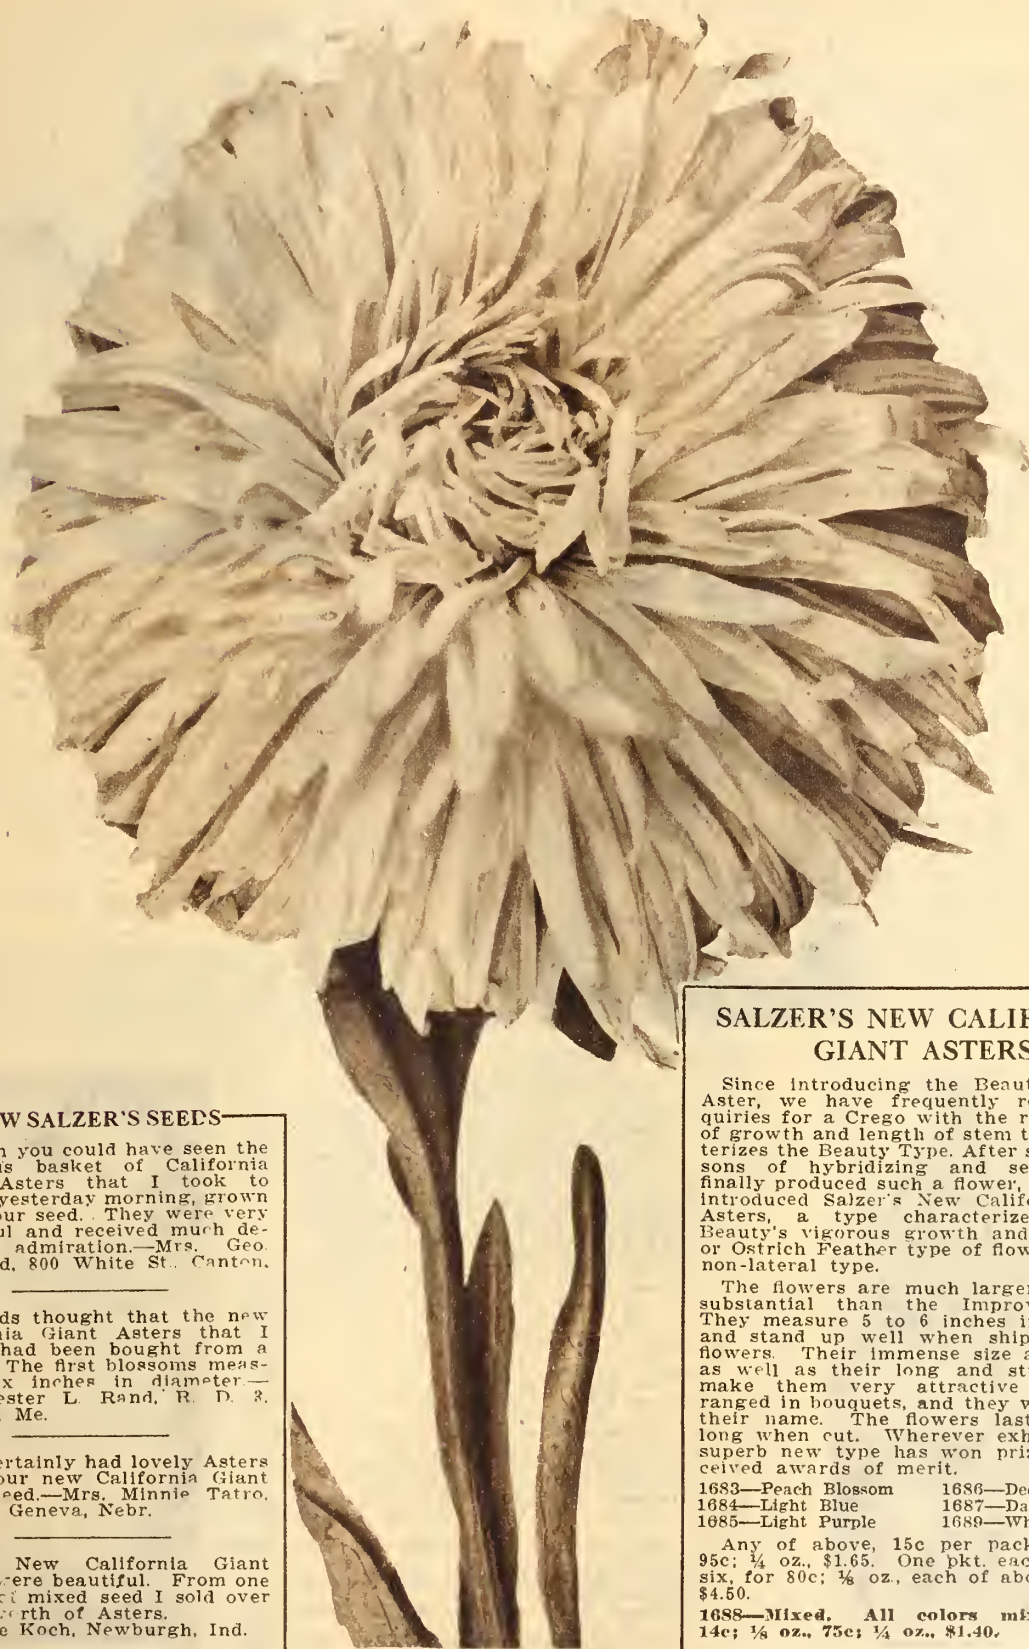 W SALZER'S SEEDS
you could have seen the
basket of California
Asters that I took to
yesterday morning, grown
our seed. They were very
and received much de-
admiration.—Mrs. Geo.
800 White St., Canton,
thought that the new
Giant Asters that I
had been bought from a
The first blossoms meas-
inches in diameter.—
L. Rand, R. D. 3,
Me.
had lovely Asters
our new California Giant
—Mrs. Minnie Tatro,
Geneva, Nebr.
New California Giant
were beautiful. From one
mixed seed I sold over
of Asters.
Koch, Newburgh, Ind.
SALZER'S NEW CALIF
GIANT ASTERS
Since introducing the Beaut
Aster, we have frequently r
quiries for a Crego with the r
of growth and length of stem t
terizes the Beauty Type. After s
sons of hybridizing and se
finally produced such a flower,
introduced Salzer's New Calif
Asters, a type characterize
Beauty's vigorous growth and
or Ostrich Feather type of flow
non-lateral type.
The flowers are much larger
substantial than the Improv
They measure 5 to 6 inches i
and stand up well when ship
flowers. Their immense size a
as well as their long and st
make them very attractive
ranged in bouquets, and they w
their name. The flowers last
long when cut. Wherever exh
superb new type has won priz
ceived awards of merit.
1683—Peach Blossom 1686—De
1684—Light Blue 1687—Da
1685—Light Purple 1689—Wh
Any of above, 15c per pack
95c; ¼ oz., $1.65. One pkt. eac
six, for 80c; ⅛ oz., each of abo
$4.50.
1688—Mixed. All colors mi
14c; ⅛ oz., 75c; ¼ oz., $1.40.